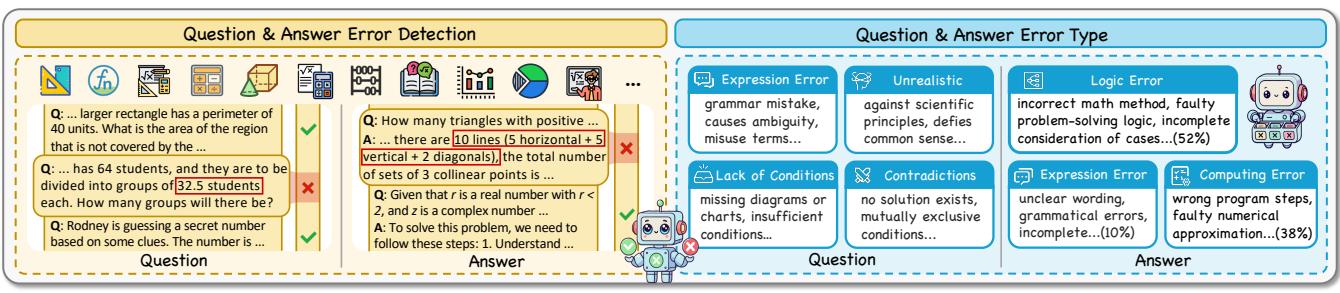 Question & Answer Error Detection
...
Q: ... larger rectangle has a perimeter of
40 units. What is the area of the region
that is not covered by the ...
Q: ... has 64 students, and they are to be
divided into groups of 32.5 students
each. How many groups will there be?
Q: Rodney is guessing a secret number
based on some clues. The number is ...
Question
Q: How many triangles with positive ...
A: ... there are 10 lines (5 horizontal + 5
vertical + 2 diagonals), the total number
of sets of 3 collinear points is ...
Q: Given that r is a real number with r <
2, and z is a complex number ...
A: To solve this problem, we need to
follow these steps: 1. Understand ...
Answer
Question & Answer Error Type
Expression Error
grammar mistake,
causes ambiguity,
misuse terms...
Unrealistic
against scientific
principles, defies
common sense...
Lack of Conditions
missing diagrams or
charts, insufficient
conditions...
Contradictions
no solution exists,
mutually exclusive
conditions...
Question
Logic Error
incorrect math method, faulty
problem-solving logic, incomplete
consideration of cases...(52%)
Expression Error
unclear wording,
grammatical errors,
incomplete...(10%)
Computing Error
wrong program steps,
faulty numerical
approximation...(38%)
Answer